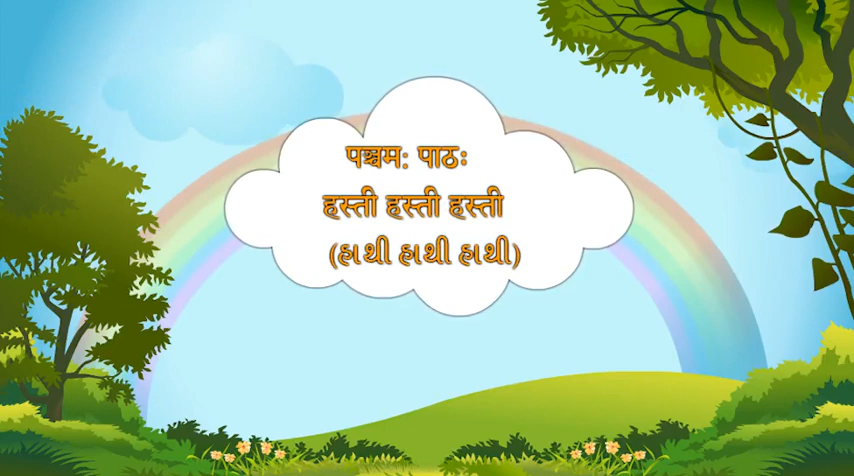 पञ्चमः पाठः
हस्ती हस्ती हस्ती
(હાથી હાથી હાથી)